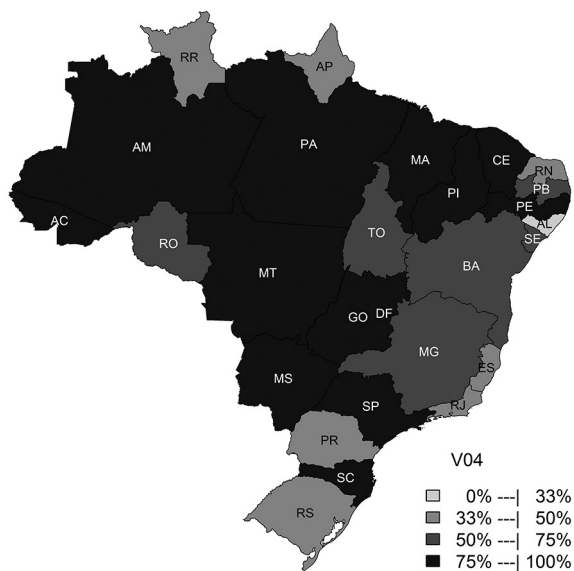 RR
AP
AM
PA
MA
CE
RN
PI
PB
PE
AC
AL
TO
SE
RO
BA
MT
GO DF
MG
ES
MS
SP
RJ
PR
V04
SC
0% ---| 33%
RS
33% ---| 50%
50% ---| 75%
75% ---| 100%